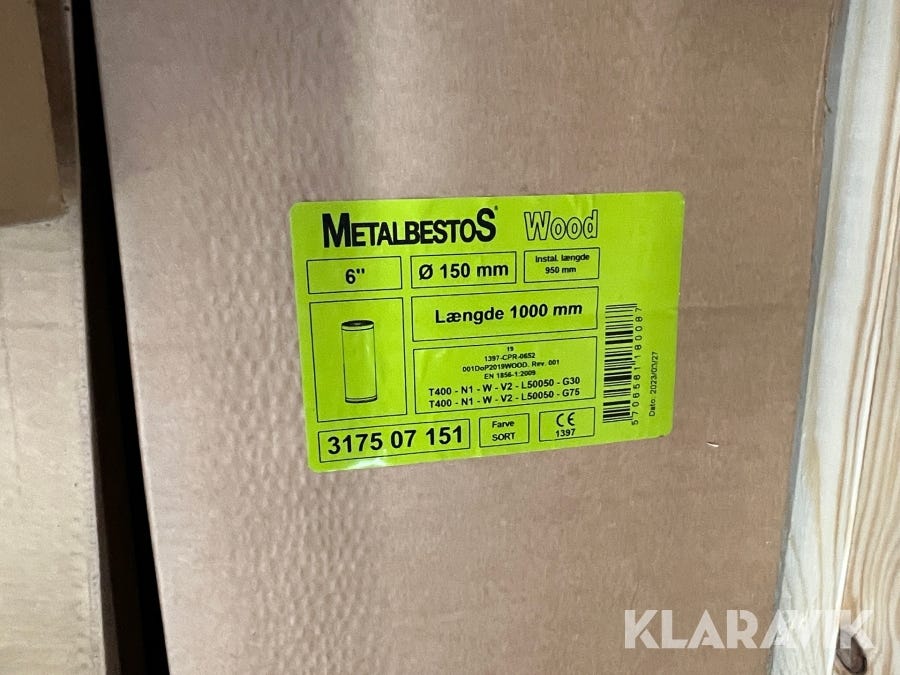 METALBESTOS® Wood
6"
Ø 150 mm
Instal. længde
950 mm
Længde 1000 mm
19
1397-CPR-0652
001DoP2019WOOD. Rev. 001
EN 1856-1:2009
T400 - N1 - W - V2 - L50050 - G30
T400 - N1 - W - V2 - L50050 - G75
3175 07 151
Farve
SORT
CE
1397
5708581180087
Dato: 2023/03/27
KLARAVIK